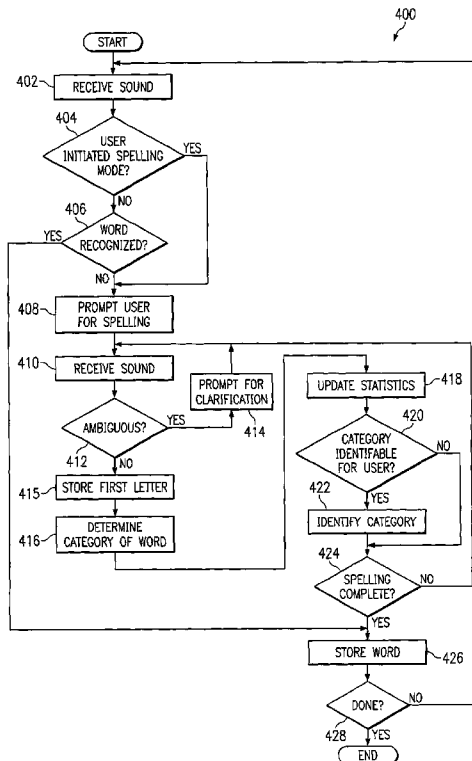 400
START
402
RECEIVE SOUND
404
USER
INITIATED SPELLING
MODE?
YES
NO
406
YES
WORD
RECOGNIZED?
NO
408
PROMPT USER
FOR SPELLING
410
RECEIVE SOUND
PROMPT FOR
CLARIFICATION
414
AMBIGUOUS?
YES
412
NO
415
STORE FIRST LETTER
416
DETERMINE
CATEGORY OF WORD
UPDATE STATISTICS
418
420
CATEGORY
IDENTIFABLE
FOR USER?
NO
YES
422
IDENTIFY CATEGORY
424
SPELLING
COMPLETE?
NO
YES
STORE WORD
426
DONE?
NO
428
YES
END